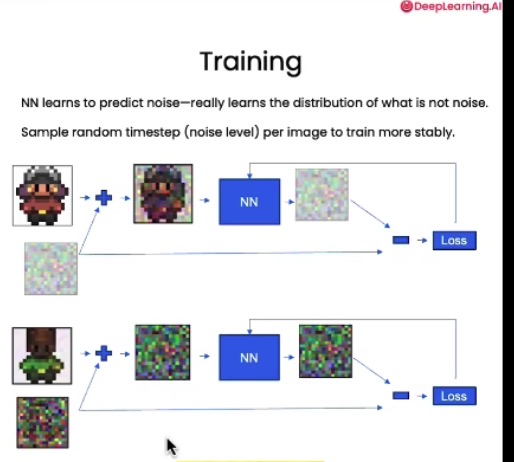 DeepLearning.AI
Training
NN learns to predict noise—really learns the distribution of what is not noise.
Sample random timestep (noise level) per image to train more stably.
NN
Loss
NN
Loss